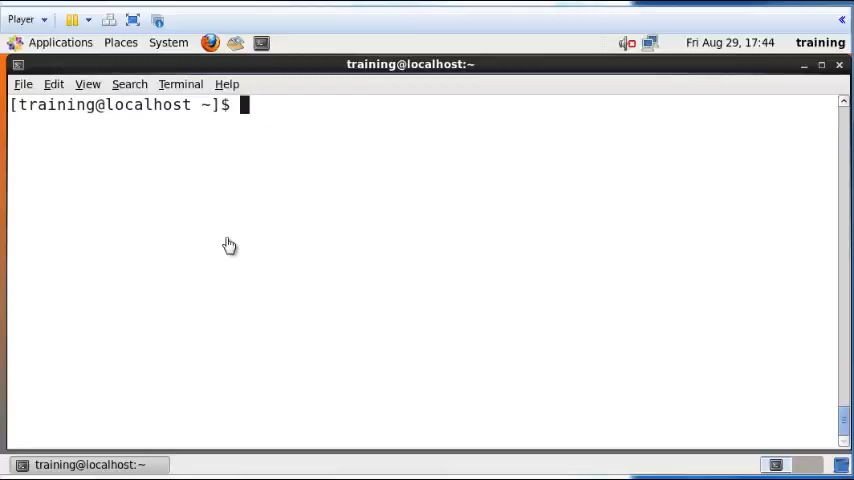 Player
Applications Places System Fri Aug 29, 17:44 training
training@localhost:~
File Edit View Search Terminal Help
[training@localhost ~]$
training@localhost:~